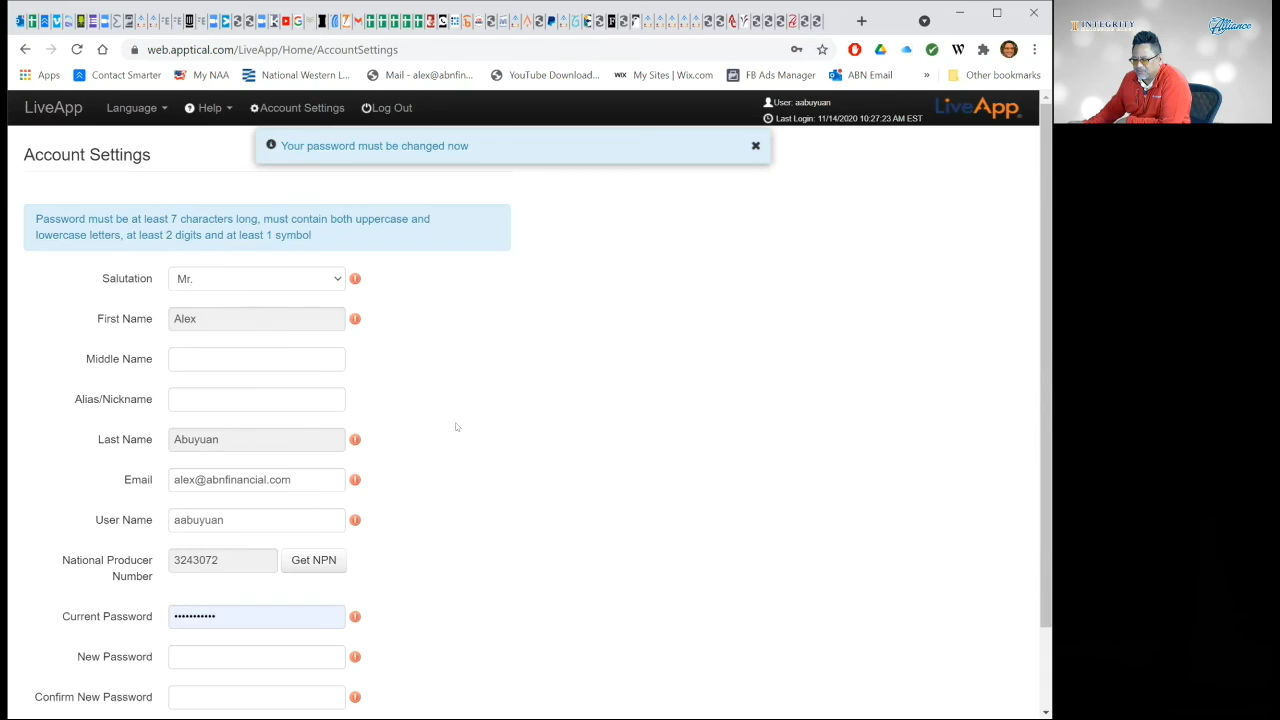 web.apptical.com/LiveApp/Home/AccountSettings
Apps
Contact Smarter
My NAA
National Western L...
Mail - alex@abnfin...
YouTube Download...
WiX My Sites | Wix.com
FB Ads Manager
ABN Email
»
Other bookmarks
INTEGRITY
Alliance
LiveApp
Language
Help
Account Settings
Log Out
User: aabuyuan
Last Login: 11/14/2020 10:27:23 AM EST
LiveApp
Your password must be changed now
Account Settings
Password must be at least 7 characters long, must contain both uppercase and
lowercase letters, at least 2 digits and at least 1 symbol
Salutation
Mr.
First Name
Alex
Middle Name
Alias/Nickname
Last Name
Abuyuan
Email
alex@abnfinancial.com
User Name
aabuyuan
National Producer
Number
3243072
Get NPN
Current Password
•••••••••••
New Password
Confirm New Password